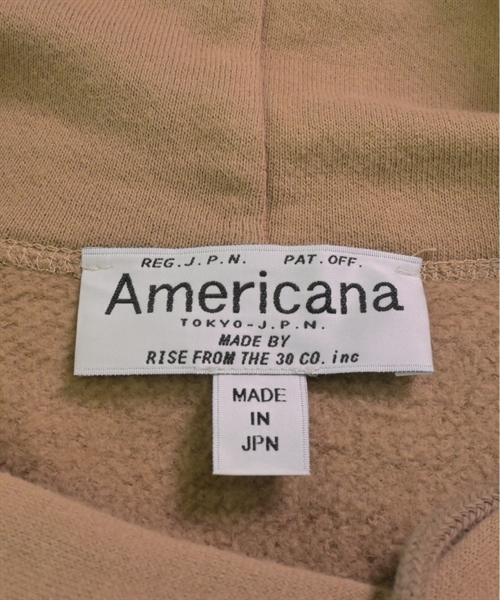 REG.J.P.N. PAT.OFF.
Americana
TOKYO-J.P.N.
MADE BY
RISE FROM THE 30 CO. inc
MADE
IN
JPN